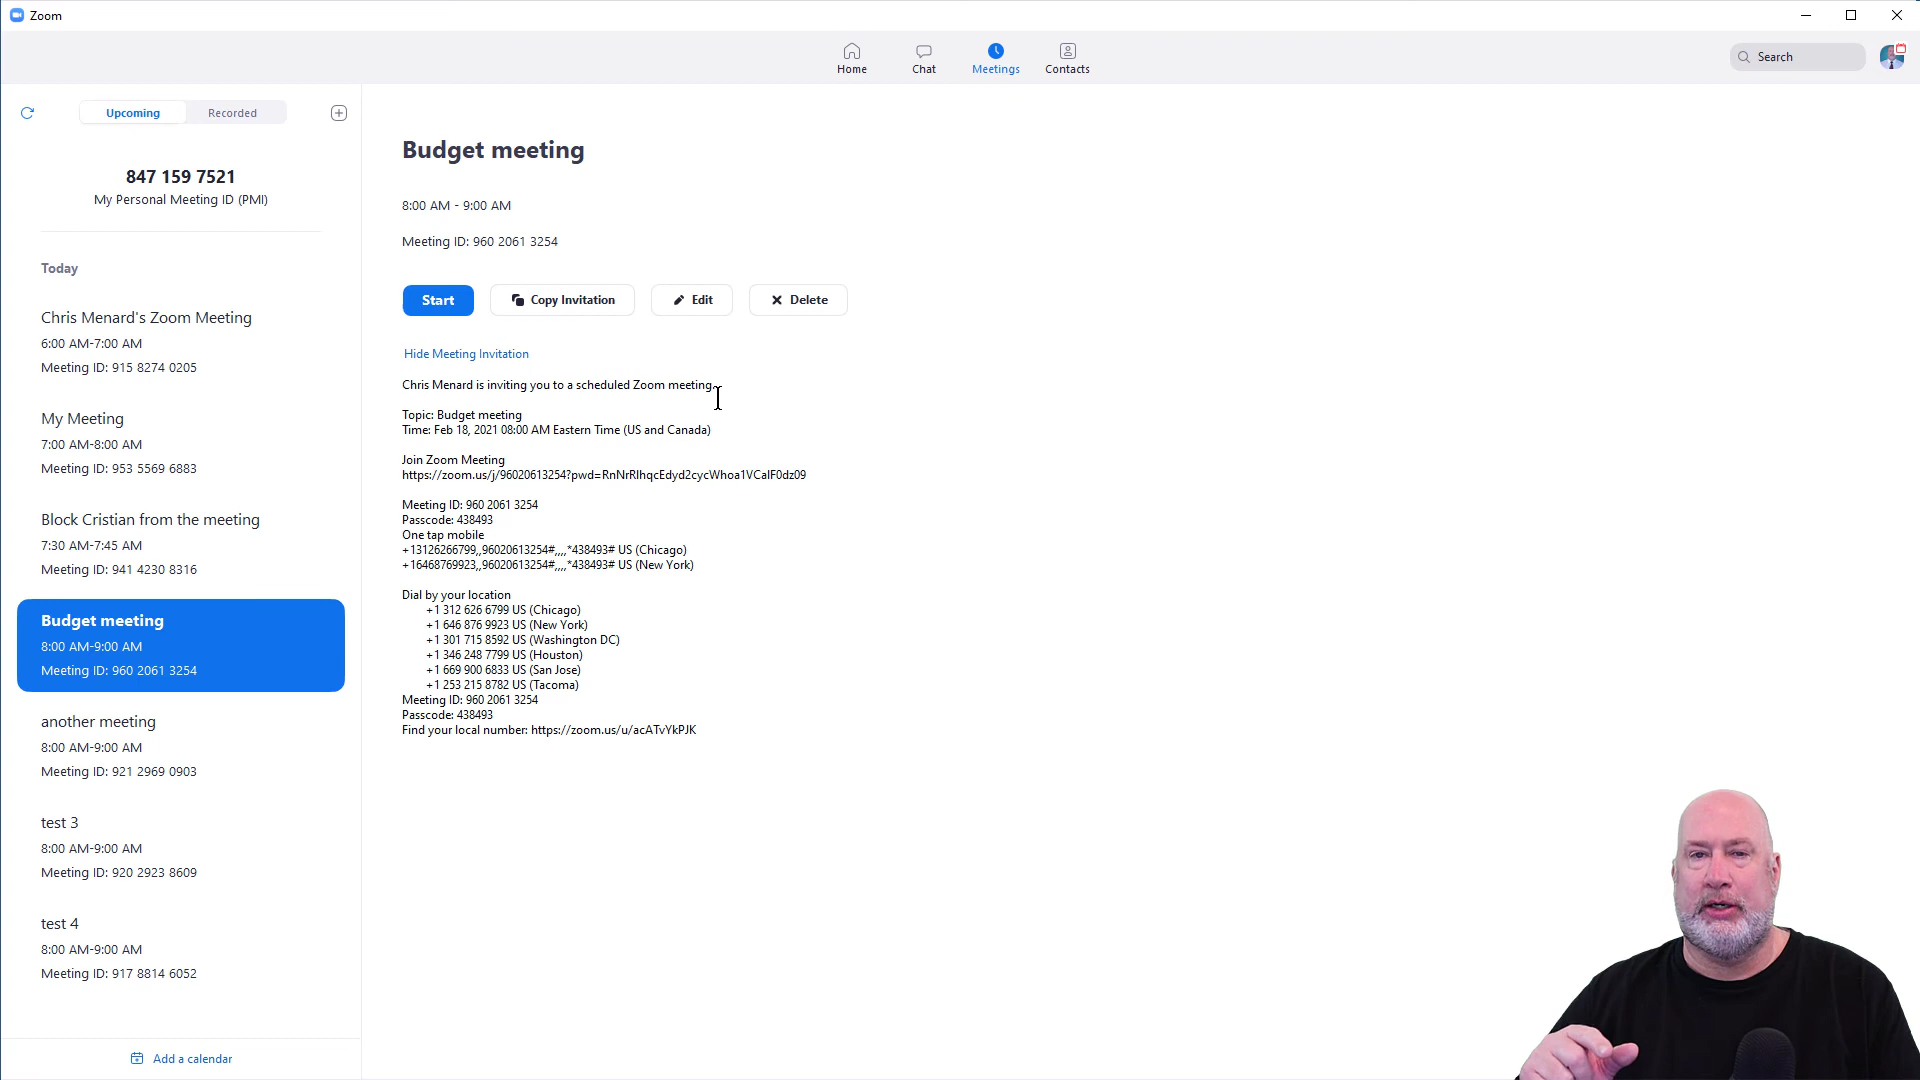 Zoom
Home
Chat
Meetings
Contacts
Search
Upcoming
Recorded
847 159 7521
My Personal Meeting ID (PMI)
Today
Chris Menard's Zoom Meeting
6:00 AM-7:00 AM
Meeting ID: 915 8274 0205
My Meeting
7:00 AM-8:00 AM
Meeting ID: 953 5569 6883
Block Cristian from the meeting
7:30 AM-7:45 AM
Meeting ID: 941 4230 8316
Budget meeting
8:00 AM-9:00 AM
Meeting ID: 960 2061 3254
another meeting
8:00 AM-9:00 AM
Meeting ID: 921 2969 0903
test 3
8:00 AM-9:00 AM
Meeting ID: 920 2923 8609
test 4
8:00 AM-9:00 AM
Meeting ID: 917 8814 6052
Add a calendar
Budget meeting
8:00 AM - 9:00 AM
Meeting ID: 960 2061 3254
Start
Copy Invitation
Edit
Delete
Hide Meeting Invitation
Chris Menard is inviting you to a scheduled Zoom meeting.
Topic: Budget meeting
Time: Feb 18, 2021 08:00 AM Eastern Time (US and Canada)
Join Zoom Meeting
https://zoom.us/j/96020613254?pwd=RnNrRlhqcEdyd2cycWhoa1VCalF0dz09
Meeting ID: 960 2061 3254
Passcode: 438493
One tap mobile
+13126266799,,96020613254#,,,,*438493# US (Chicago)
+16468769923,,96020613254#,,,,*438493# US (New York)
Dial by your location
+1 312 626 6799 US (Chicago)
+1 646 876 9923 US (New York)
+1 301 715 8592 US (Washington DC)
+1 346 248 7799 US (Houston)
+1 669 900 6833 US (San Jose)
+1 253 215 8782 US (Tacoma)
Meeting ID: 960 2061 3254
Passcode: 438493
Find your local number: https://zoom.us/u/acATvYkPJK